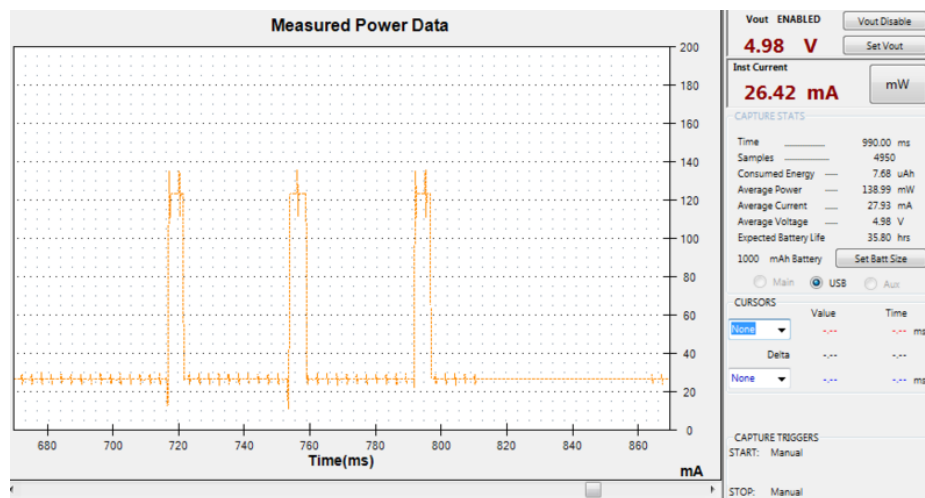 Measured Power Data
200
180
160
140
120
100
80
60
40
20
0
680 700 720 740 760 780 800 820 840 860
Time(ms)
mA
Vout ENABLED
Vout Disable
4.98 V
Set Vout
Inst Current
26.42 mA
mW
CAPTURE STATS
Time 990.00 ms
Samples 4950
Consumed Energy 7.68 uAh
Average Power 138.99 mW
Average Current 27.93 mA
Average Voltage 4.98 V
Expected Battery Life 35.80 hrs
1000 mAh Battery Set Batt Size
Main USB Aux
CURSORS
Value Time
None -.-- -.-- ms
Delta -.-- -.--
None -.-- -.-- ms
CAPTURE TRIGGERS
START: Manual
STOP: Manual